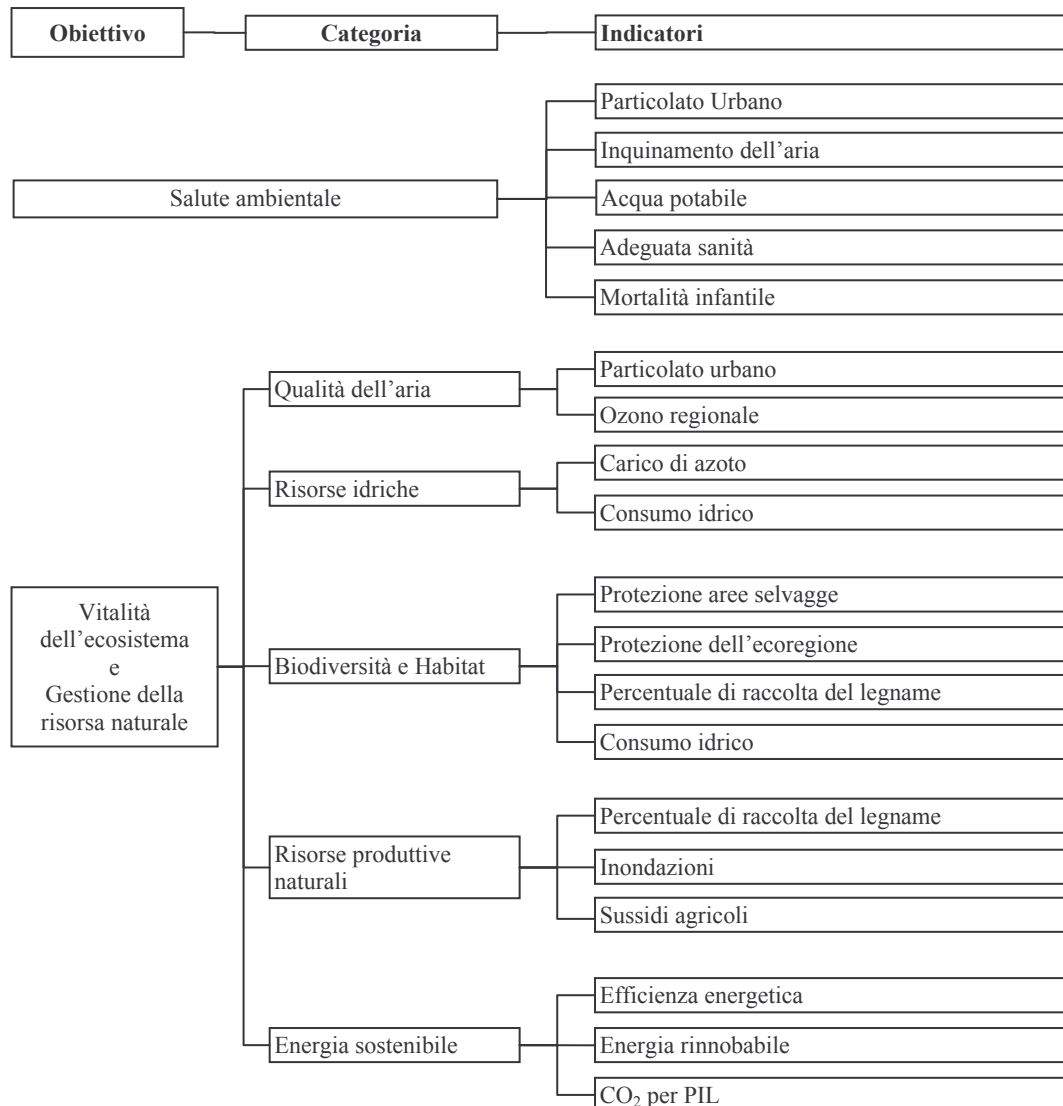 Obiettivo Categoria Indicatori
Particolato Urbano
Inquinamento dell’aria
Salute ambientale
Acqua potabile
Adeguata sanità
Mortalità infantile
Qualità dell’aria
Particolato urbano
Ozono regionale
Risorse idriche
Carico di azoto
Consumo idrico
Vitalità
dell’ecosistema
e
Gestione della
risorsa naturale
Biodiversità e Habitat
Protezione aree selvagge
Protezione dell’ecoregione
Percentuale di raccolta del legname
Consumo idrico
Risorse produttive
naturali
Percentuale di raccolta del legname
Inondazioni
Sussidi agricoli
Energia sostenibile
Efficienza energetica
Energia rinnobabile
CO₂ per PIL